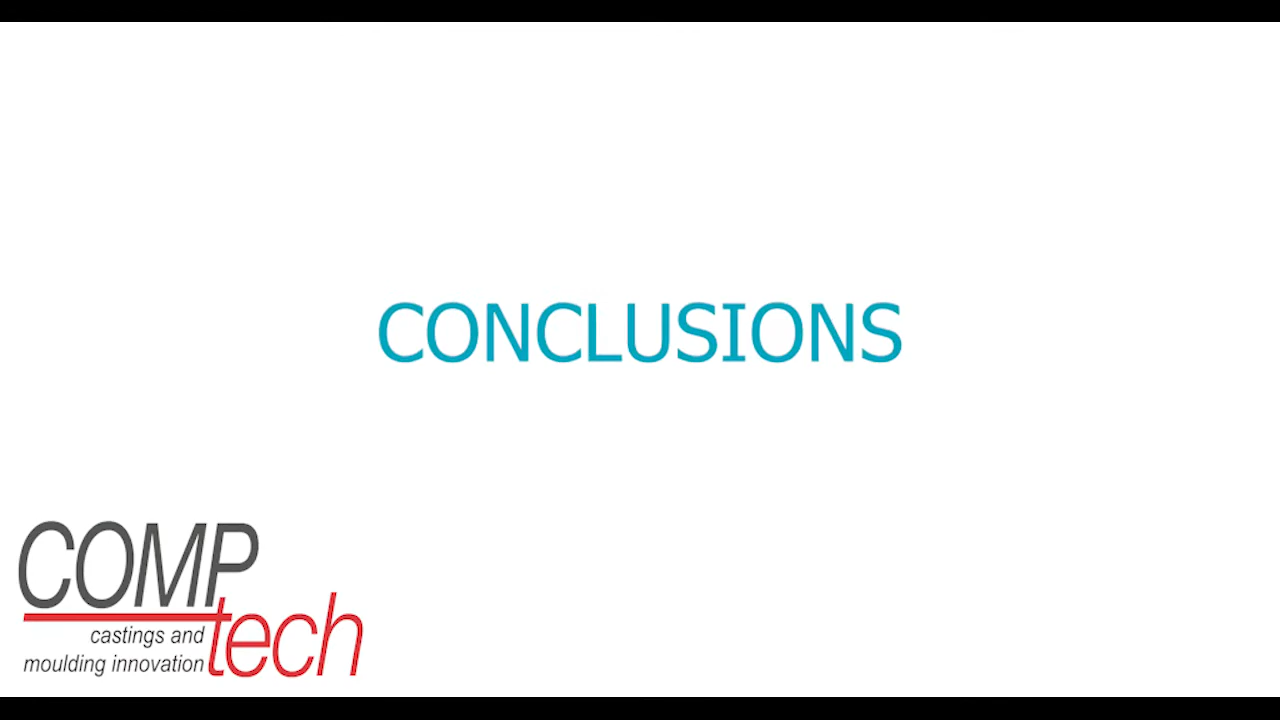 CONCLUSIONS
COMP
tech
castings and
moulding innovation